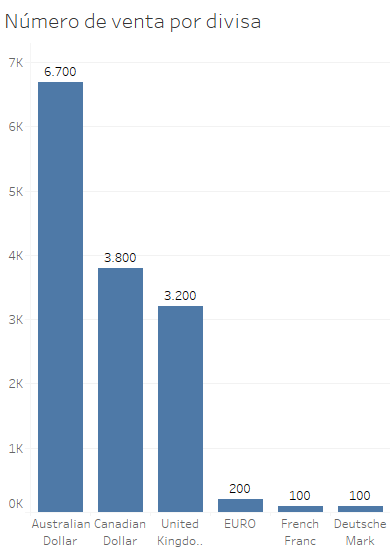 Número de venta por divisa
7K
6.700
6K
5K
4K
3.800
3.200
3K
2K
1K
200
100
100
0K
Australian Canadian United EURO French Deutsche
Dollar Dollar Kingdo.. Franc Mark